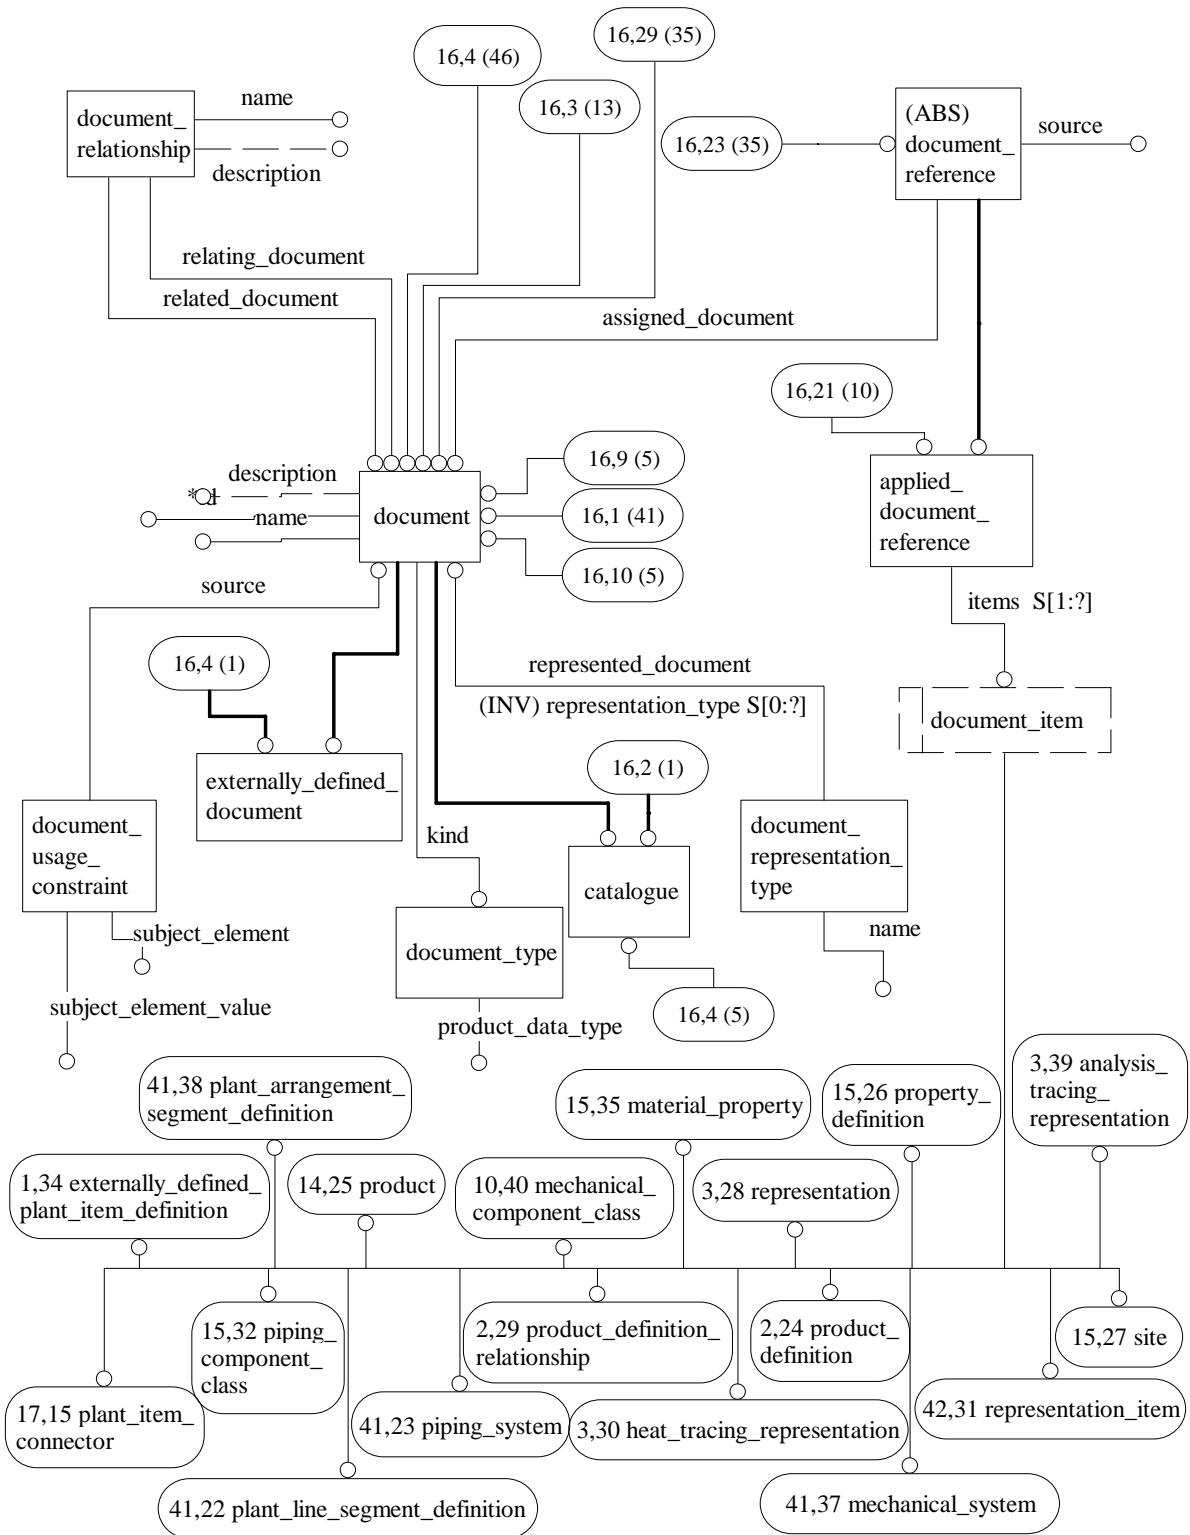 16,29 (35)
16,4 (46)
name
document_
relationship
description
16,3 (13)
16,23 (35)
(ABS)
document_
reference
source
relating_document
related_document
assigned_document
16,21 (10)
description
name
document
16,9 (5)
16,1 (41)
16,10 (5)
applied_
document_
reference
source
items S[1:?]
16,4 (1)
represented_document
(INV) representation_type S[0:?]
document_item
externally_defined_
document
16,2 (1)
document_
usage_
constraint
kind
catalogue
document_
representation_
type
subject_element
document_type
name
subject_element_value
product_data_type
16,4 (5)
41,38 plant_arrangement_
segment_definition
15,35 material_property
15,26 property_
definition
3,39 analysis_
tracing_
representation
1,34 externally_defined_
plant_item_definition
14,25 product
10,40 mechanical_
component_class
3,28 representation
15,32 piping_
component_
class
2,29 product_definition_
relationship
2,24 product_
definition
15,27 site
17,15 plant_item_
connector
41,23 piping_system
3,30 heat_tracing_representation
42,31 representation_item
41,22 plant_line_segment_definition
41,37 mechanical_system